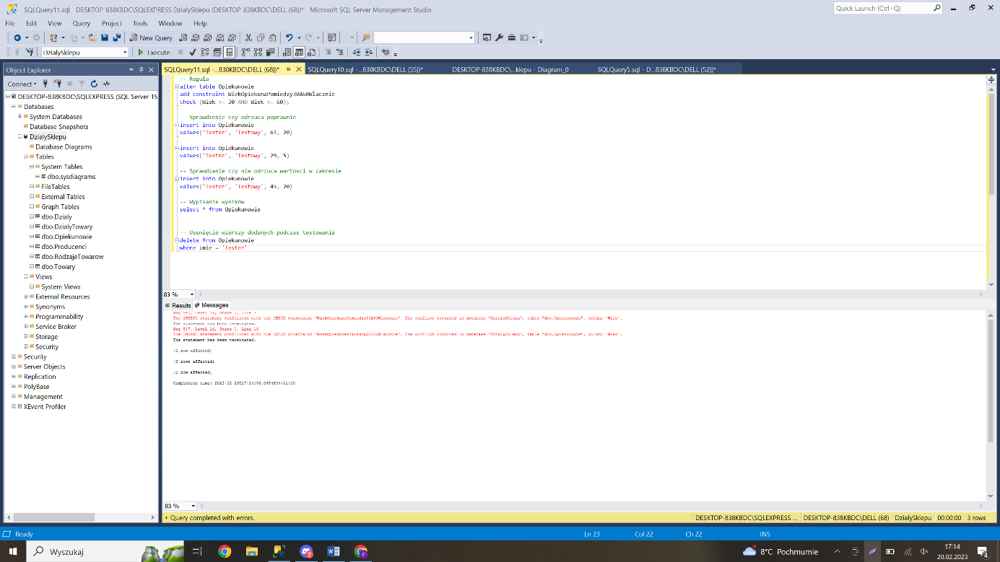 SQLQuery11.sql - DESKTOP-838KBDC\SQLEXPRESS.DzialySklepu (DESKTOP-838KBDC\DELL (68))* - Microsoft SQL Server Management Studio
Quick Launch (Ctrl+Q)
File Edit View Query Project Tools Window Help
New Query
DzialySklepu
Execute
Object Explorer
SQLQuery11.sql -...838KBDC\DELL (68))*
SQLQuery10.sql -...838KBDC\DELL (55))*
DESKTOP-838KBDC\...klepu - Diagram_0
SQLQuery5.sql - D...838KBDC\DELL (52))*
Connect
DESKTOP-838KBDC\SQLEXPRESS (SQL Server 15
Databases
System Databases
Database Snapshots
DzialySklepu
Database Diagrams
Tables
System Tables
dbo.sysdiagrams
FileTables
External Tables
Graph Tables
dbo.Dzialy
dbo.DzialyTowary
dbo.Opiekunowie
dbo.Producenci
dbo.RodzajeTowarow
dbo.Towary
Views
System Views
External Resources
Synonyms
Programmability
Service Broker
Storage
Security
Security
Server Objects
Replication
PolyBase
Management
XEvent Profiler
-- Regula
alter table Opiekunowie
add constraint WiekOpiekunaPomiedzy30A60Wlacznie
check (Wiek >= 30 AND Wiek <= 60);
Sprawdzenie czy odrzuca poprawnie
insert into Opiekunowie
values('Tester', 'Testowy', 61, 20)
insert into Opiekunowie
values('Tester', 'Testowy', 29, 5)
-- Sprawdzanie czy nie odrzuca wartosci w zakresie
insert into Opiekunowie
values('Tester', 'Testowy', 45, 20)
-- Wypisanie wyników
select * from Opiekunowie
-- Usunięcie wierszy dodanych podczas testowania
delete from Opiekunowie
where Imie = 'Tester'
83 %
Results
Messages
Msg 547, Level 16, State 0, Line 7
The INSERT statement conflicted with the CHECK constraint "WiekOpiekunaPomiedzy30A60Wlacznie". The conflict occurred in database "DzialySklepu", table "dbo.Opiekunowie", column 'Wiek'.
The statement has been terminated.
Msg 547, Level 16, State 0, Line 10
The INSERT statement conflicted with the CHECK constraint "WiekOpiekunaPomiedzy30A60Wlacznie". The conflict occurred in database "DzialySklepu", table "dbo.Opiekunowie", column 'Wiek'.
The statement has been terminated.
(1 row affected)
(3 rows affected)
(1 row affected)
Completion time: 2023-02-20T17:14:06.0654894+01:00
83 %
Query completed with errors.
DESKTOP-838KBDC\SQLEXPRESS ...
DESKTOP-838KBDC\DELL (68)
DzialySklepu
00:00:00
3 rows
Ready
Ln 23
Col 22
Ch 22
INS
Wyszukaj
7
8°C Pochmurnie
17:14
20.02.2023
4